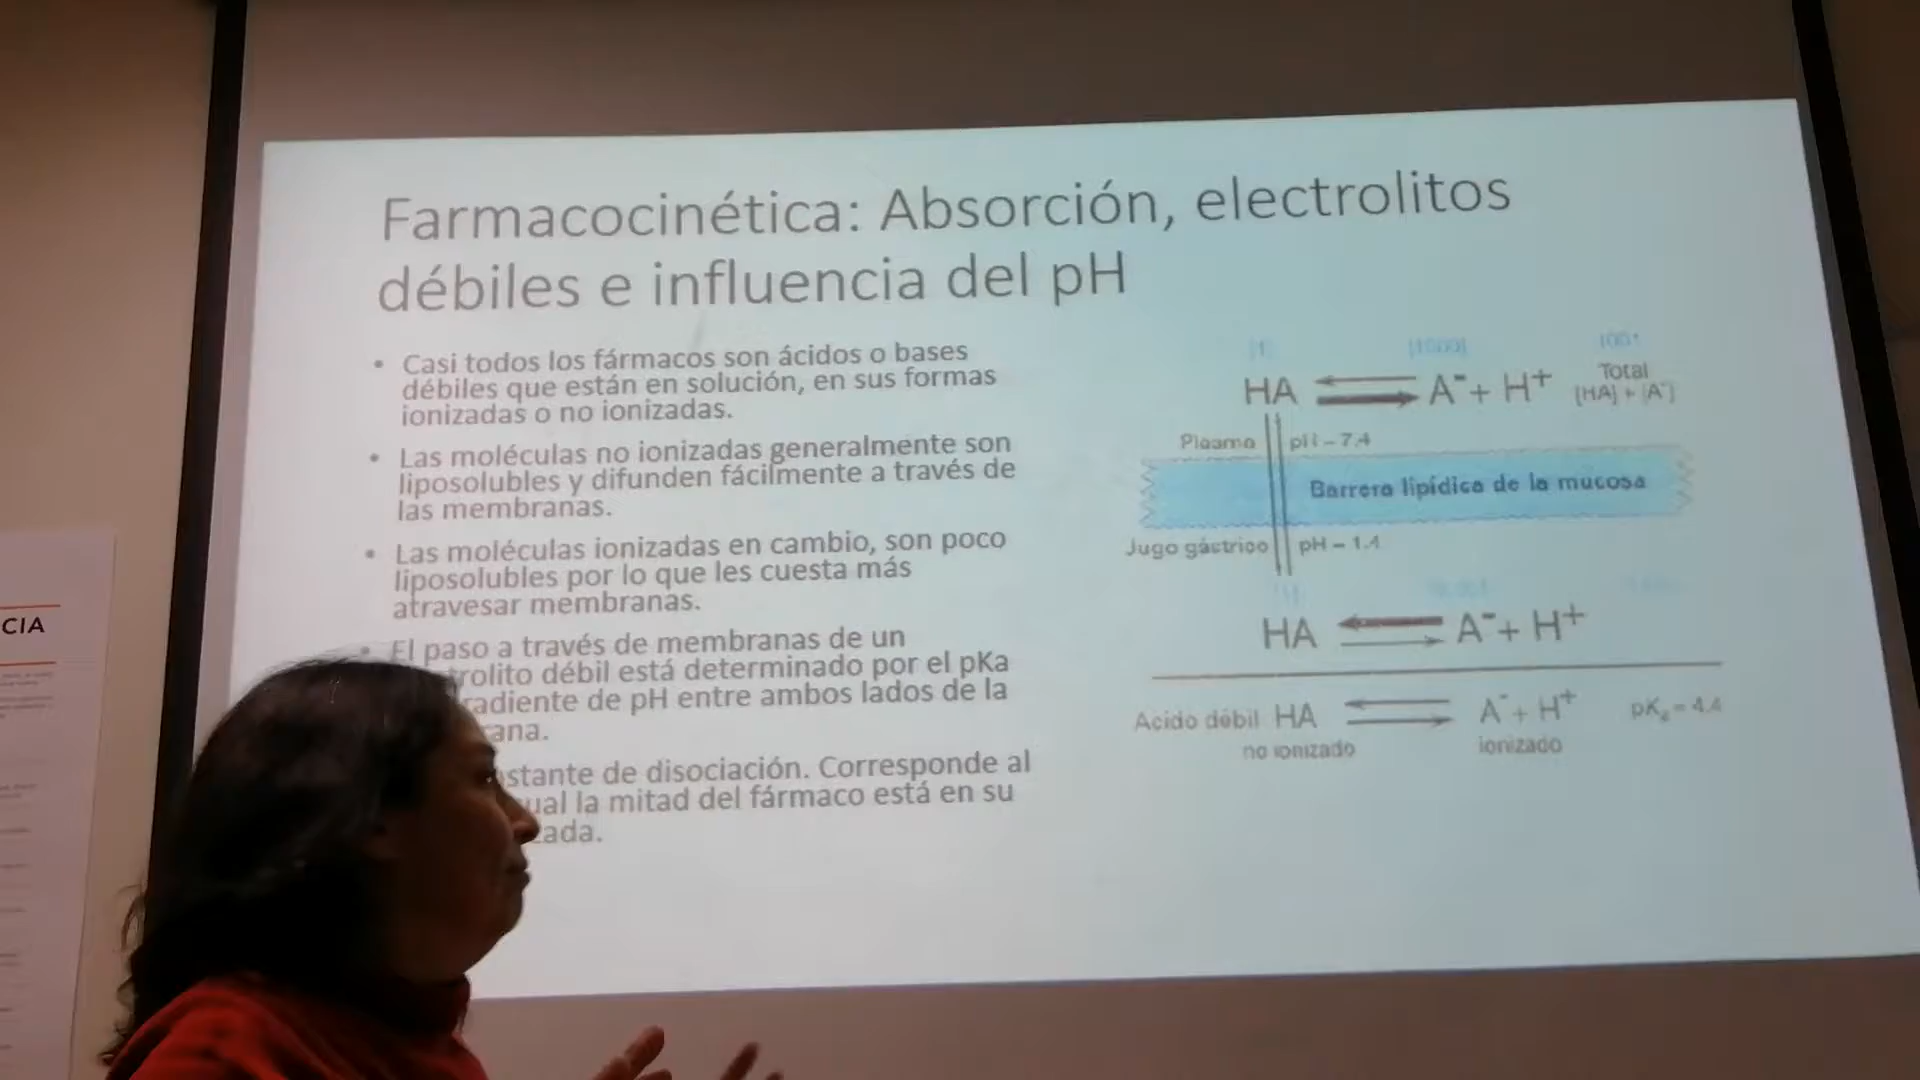 Farmacocinética: Absorción, electrolitos
débiles e influencia del pH
• Casi todos los fármacos son ácidos o bases
débiles que están en solución, en sus formas
ionizadas o no ionizadas.
• Las moléculas no ionizadas generalmente son
liposolubles y difunden fácilmente a través de
las membranas.
• Las moléculas ionizadas en cambio, son poco
liposolubles por lo que les cuesta más
atravesar membranas.
• El paso a través de membranas de un
rolito débil está determinado por el pKa
adiente de pH entre ambos lados de la
ana.
stante de disociación. Corresponde al
ual la mitad del fármaco está en su
zada.
HA ⇌ A⁻ + H⁺
Total
[HA] + [A⁻]
Plasma pH – 7.4
Barrera lipídica de la mucosa
Jugo gástrico pH – 1.4
HA ⇌ A⁻ + H⁺
Acido débil HA ⇌ A⁻ + H⁺ pKa = 4.4
no ionizado ionizado
CIA